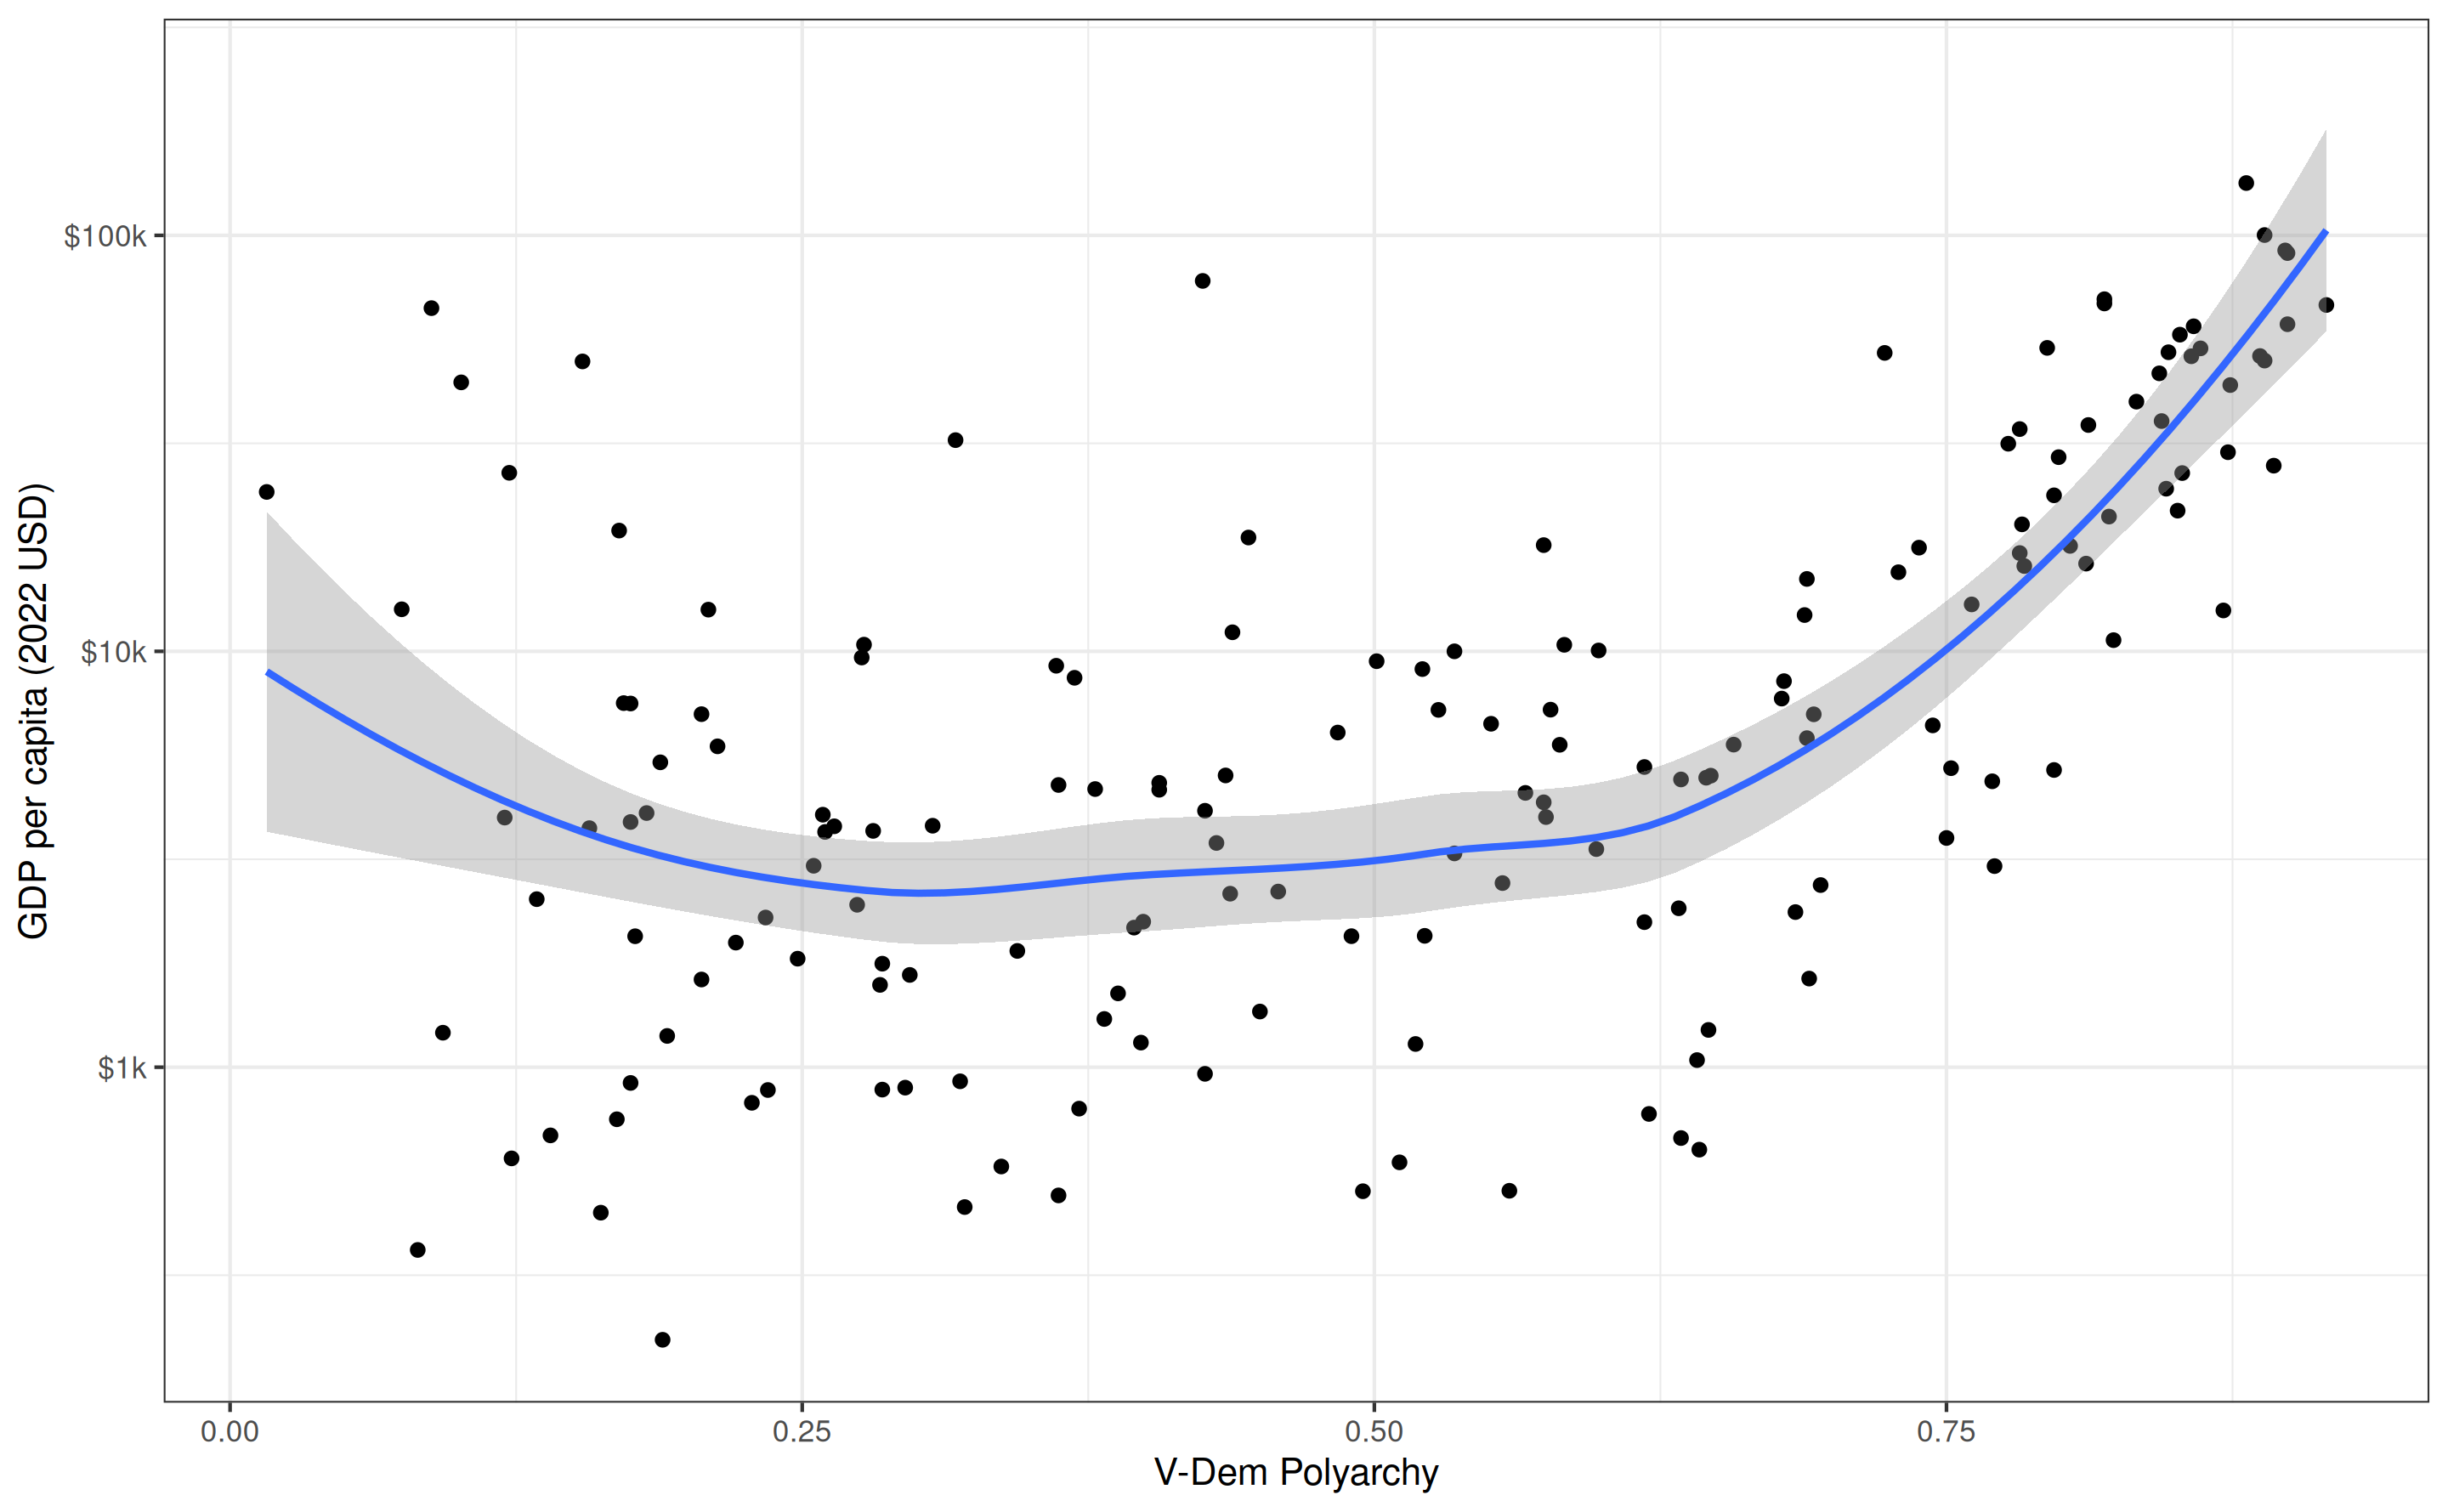 GDP per capita (2022 USD)
$100k
$10k
$1k
0.00 0.25 0.50 0.75
V-Dem Polyarchy